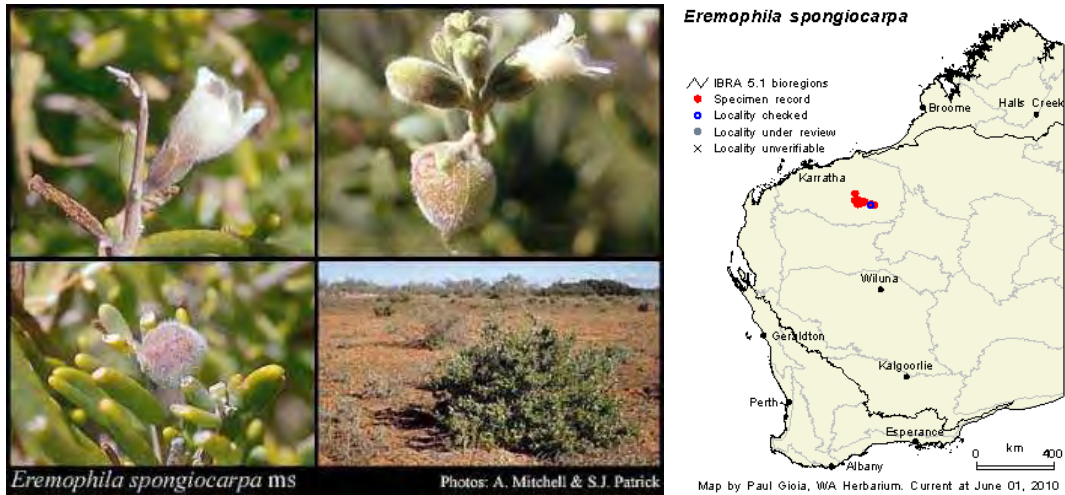 Eremophila spongiocarpa ms
Photos: A. Mitchell & S.J. Patrick
Eremophila spongiocarpa
IBRA 5.1 bioregions
Specimen record
Locality checked
Locality under review
Locality unverifiable
Broome
Halls Creek
Karratha
Wiluna
Geraldton
Kalgoorlie
Perth
Esperance
Albany
km
0 400
Map by Paul Gioia, WA Herbarium. Current at June 01, 2010